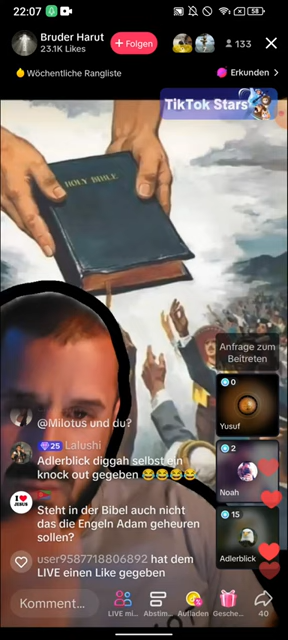 22:07
58
Bruder Harut
23.1K Likes
+ Folgen
133
Wöchentliche Rangliste
Erkunden >
TikTok Stars
HOLY BIBLE
Anfrage zum
Beitreten
0
Yusuf
2
Noah
15
Adlerblick
@Milotus und du?
25 Lalushi
Adlerblick diggah selbst ein
knock out gegeben 😂😂😂😂
I ❤ JESUS
Steht in der Bibel auch nicht
das die Engeln Adam geheuren
sollen?
user9587718806892 hat dem
LIVE einen Like gegeben
Komment...
LIVE mi...
Abstim...
Aufladen
Gesche...
40